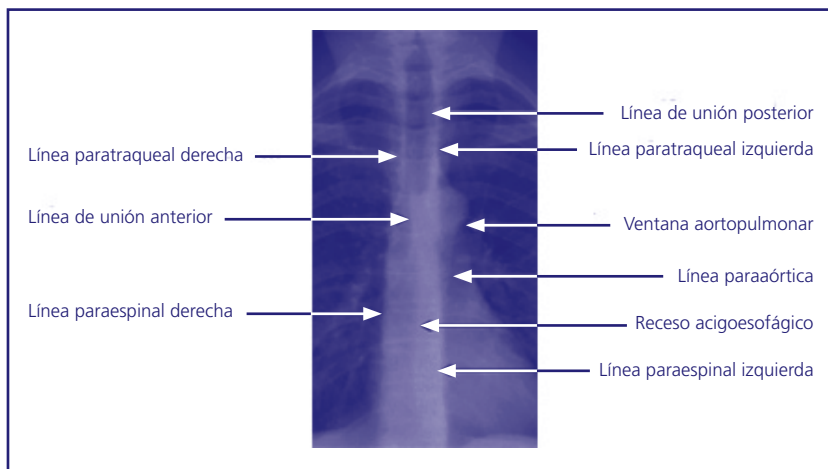 Línea de unión posterior
Línea paratraqueal derecha
Línea paratraqueal izquierda
Línea de unión anterior
Ventana aortopulmonar
Línea paraaórtica
Línea paraespinal derecha
Receso acigoesofágico
Línea paraespinal izquierda